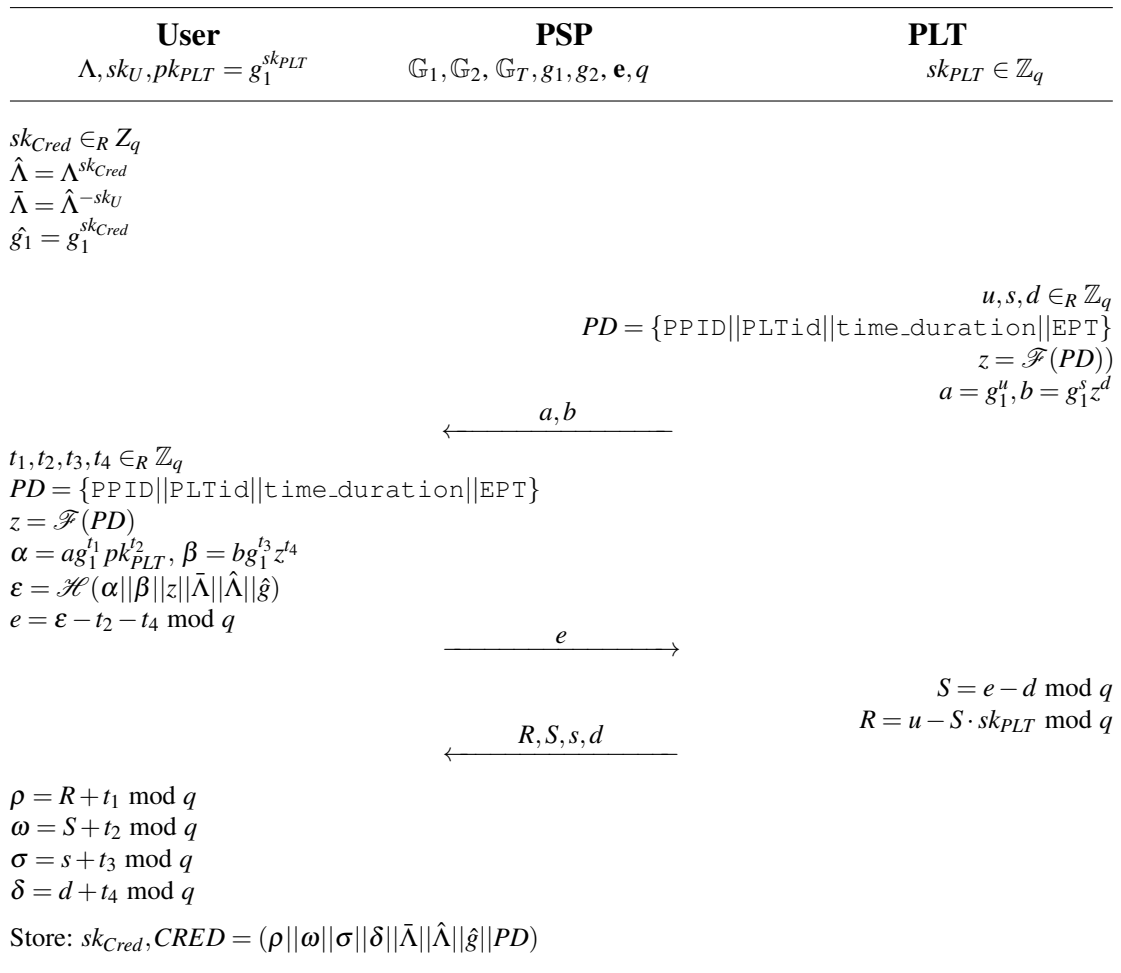 User PSP PLT
Λ, sk_U, pk_PLT = g_1^{sk_PLT} 𝔾_1, 𝔾_2, 𝔾_T, g_1, g_2, e, q sk_PLT ∈ ℤ_q
sk_Cred ∈_R Z_q
Λ̂ = Λ^{sk_Cred}
Λ̄ = Λ̂^{−sk_U}
ĝ_1 = g_1^{sk_Cred}
u, s, d ∈_R ℤ_q
PD = {PPID||PLTid||time_duration||EPT}
z = ℱ(PD))
a = g_1^u, b = g_1^s z^d
a, b
←
t_1, t_2, t_3, t_4 ∈_R ℤ_q
PD = {PPID||PLTid||time_duration||EPT}
z = ℱ(PD)
α = a g_1^{t_1} pk_PLT^{t_2}, β = b g_1^{t_3} z^{t_4}
ε = ℋ(α||β||z||Λ̄||Λ̂||ĝ)
e = ε − t_2 − t_4 mod q
e
→
S = e − d mod q
R = u − S · sk_PLT mod q
R, S, s, d
←
ρ = R + t_1 mod q
ω = S + t_2 mod q
σ = s + t_3 mod q
δ = d + t_4 mod q
Store: sk_Cred, CRED = (ρ||ω||σ||δ||Λ̄||Λ̂||ĝ||PD)